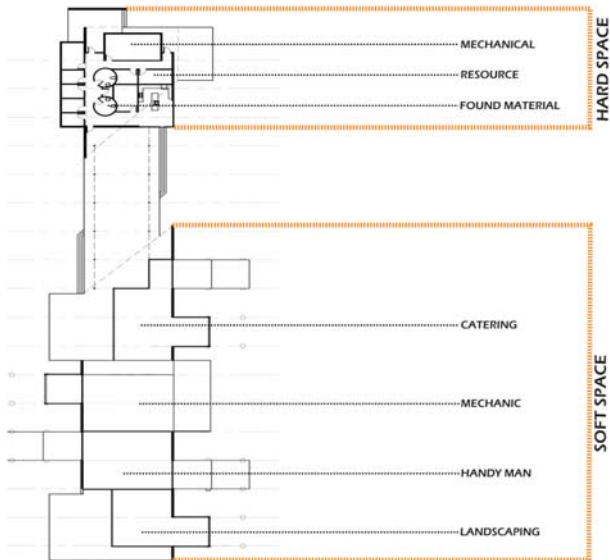 MECHANICAL
RESOURCE
FOUND MATERIAL
HARD SPACE
CATERING
MECHANIC
HANDY MAN
LANDSCAPING
SOFT SPACE